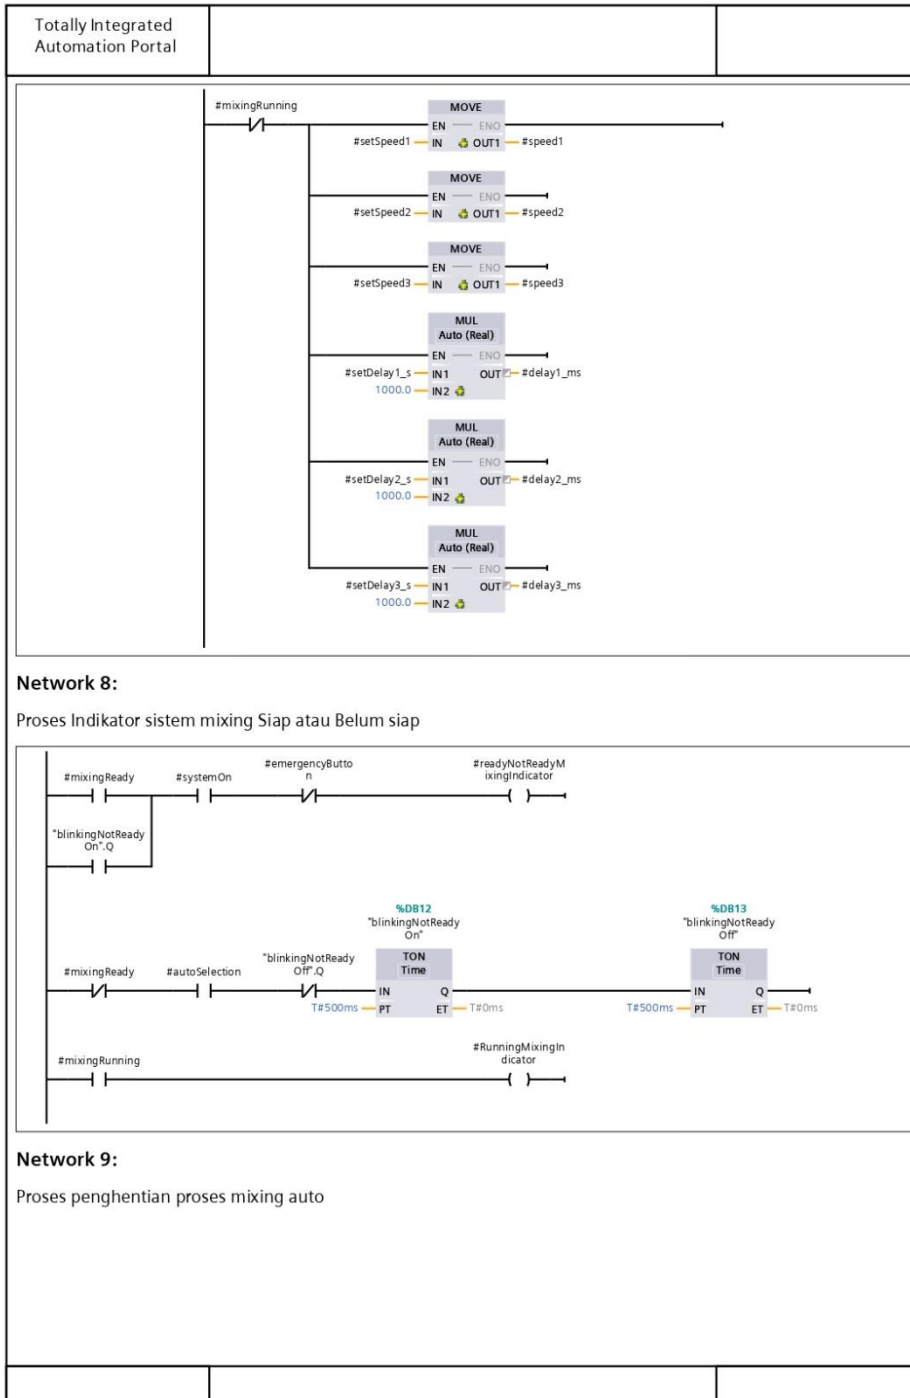 Totally Integrated
Automation Portal
#mixingRunning
MOVE
EN ENO
#setSpeed1 IN OUT1 #speed1
MOVE
EN ENO
#setSpeed2 IN OUT1 #speed2
MOVE
EN ENO
#setSpeed3 IN OUT1 #speed3
MUL
Auto (Real)
EN ENO
#setDelay1_s IN1 OUT #delay1_ms
1000.0 IN2
MUL
Auto (Real)
EN ENO
#setDelay2_s IN1 OUT #delay2_ms
1000.0 IN2
MUL
Auto (Real)
EN ENO
#setDelay3_s IN1 OUT #delay3_ms
1000.0 IN2
Network 8:
Proses Indikator sistem mixing Siap atau Belum siap
#mixingReady
#systemOn
#emergencyButto
n
#readyNotReadyM
ixingIndicator
"blinkingNotReady
On".Q
%DB12
"blinkingNotReady
On"
%DB13
"blinkingNotReady
Off"
#mixingReady
#autoSelection
"blinkingNotReady
Off".Q
TON
Time
IN Q
T#500ms PT ET T#0ms
TON
Time
IN Q
T#500ms PT ET T#0ms
#mixingRunning
#RunningMixingIn
dicator
Network 9:
Proses penghentian proses mixing auto